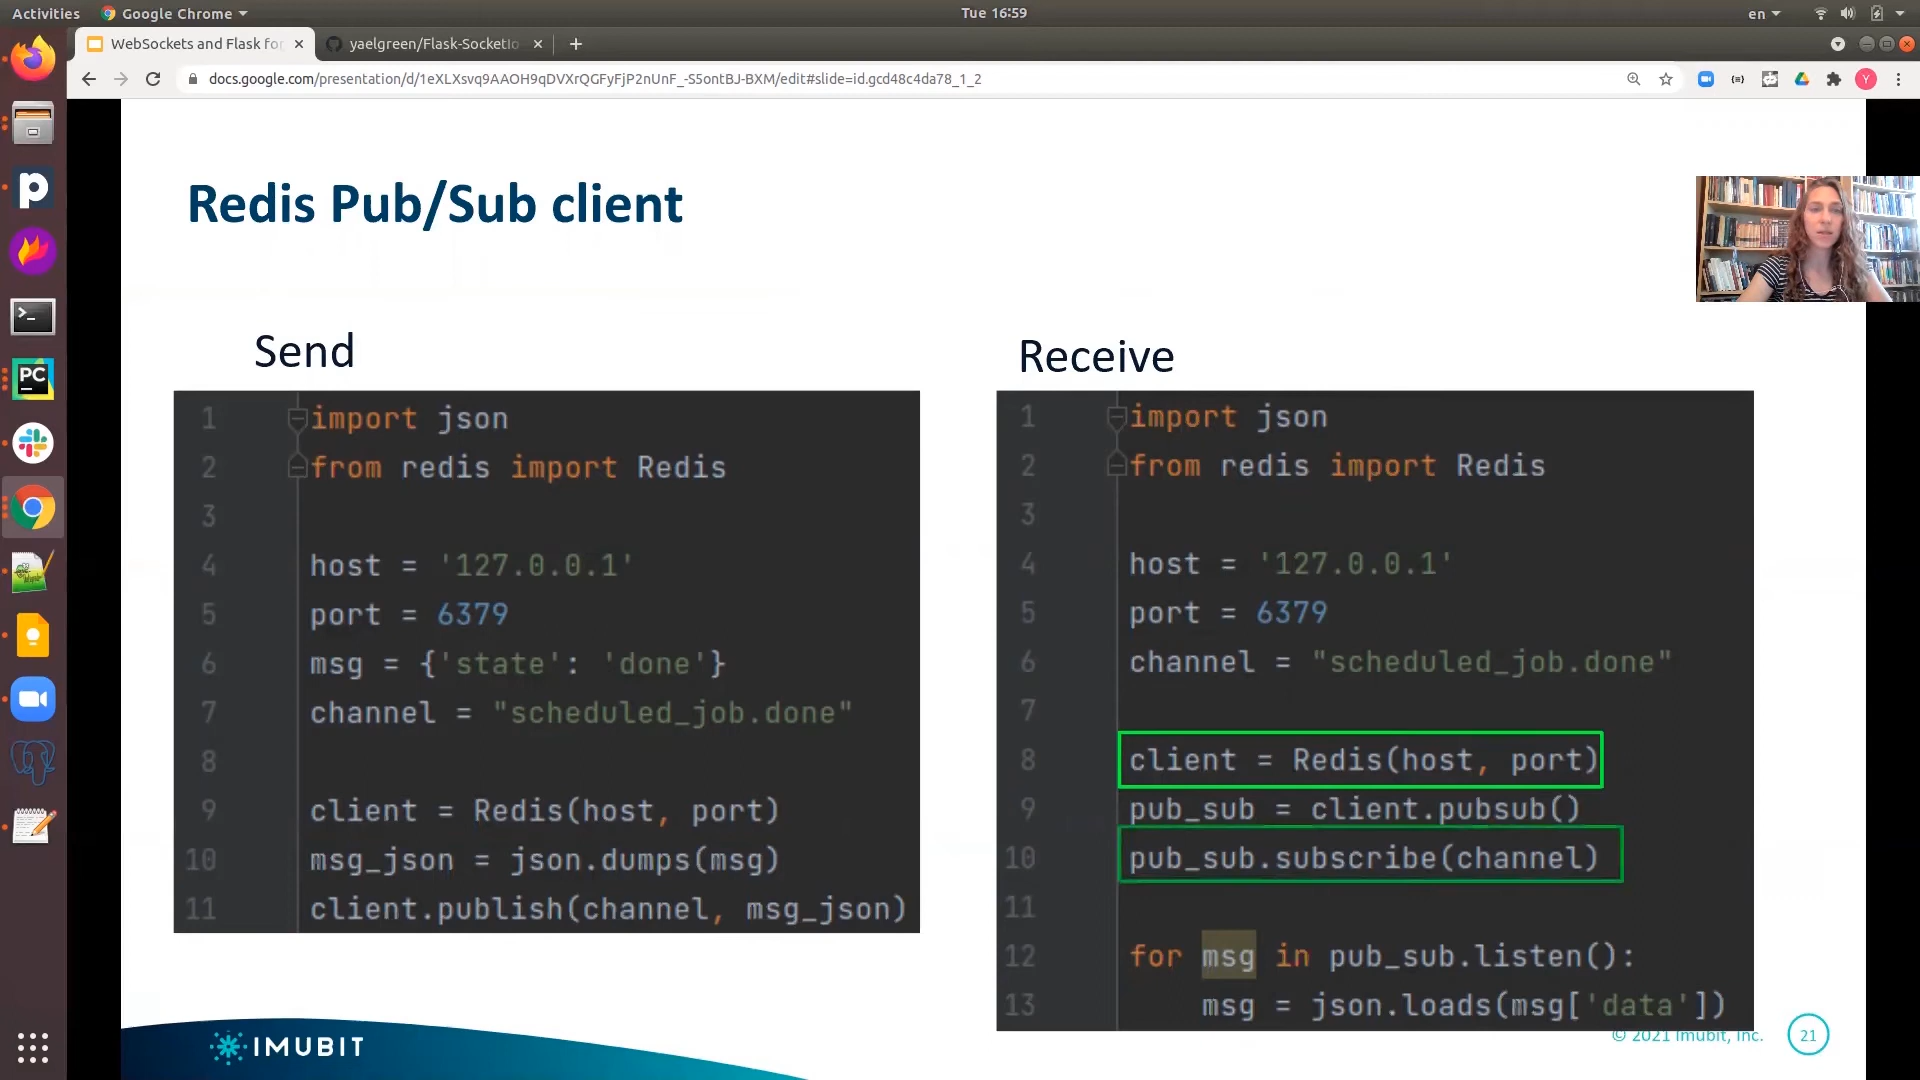 Activities
Google Chrome
Tue 16:59
en
WebSockets and Flask for
yaelgreen/Flask-SocketIo
docs.google.com/presentation/d/1eXLXsvq9AAOH9qDVXrQGFyFjP2nUnF_-S5ontBJ-BXM/edit#slide=id.gcd48c4da78_1_2
Y
Redis Pub/Sub client
Send
1 import json
2 from redis import Redis
3
4 host = '127.0.0.1'
5 port = 6379
6 msg = {'state': 'done'}
7 channel = "scheduled_job.done"
8
9 client = Redis(host, port)
10 msg_json = json.dumps(msg)
11 client.publish(channel, msg_json)
Receive
1 import json
2 from redis import Redis
3
4 host = '127.0.0.1'
5 port = 6379
6 channel = "scheduled_job.done"
7
8 client = Redis(host, port)
9 pub_sub = client.pubsub()
10 pub_sub.subscribe(channel)
11
12 for msg in pub_sub.listen():
13 msg = json.loads(msg['data'])
IMUBIT
© 2021 Imubit, Inc.
21
p
PC